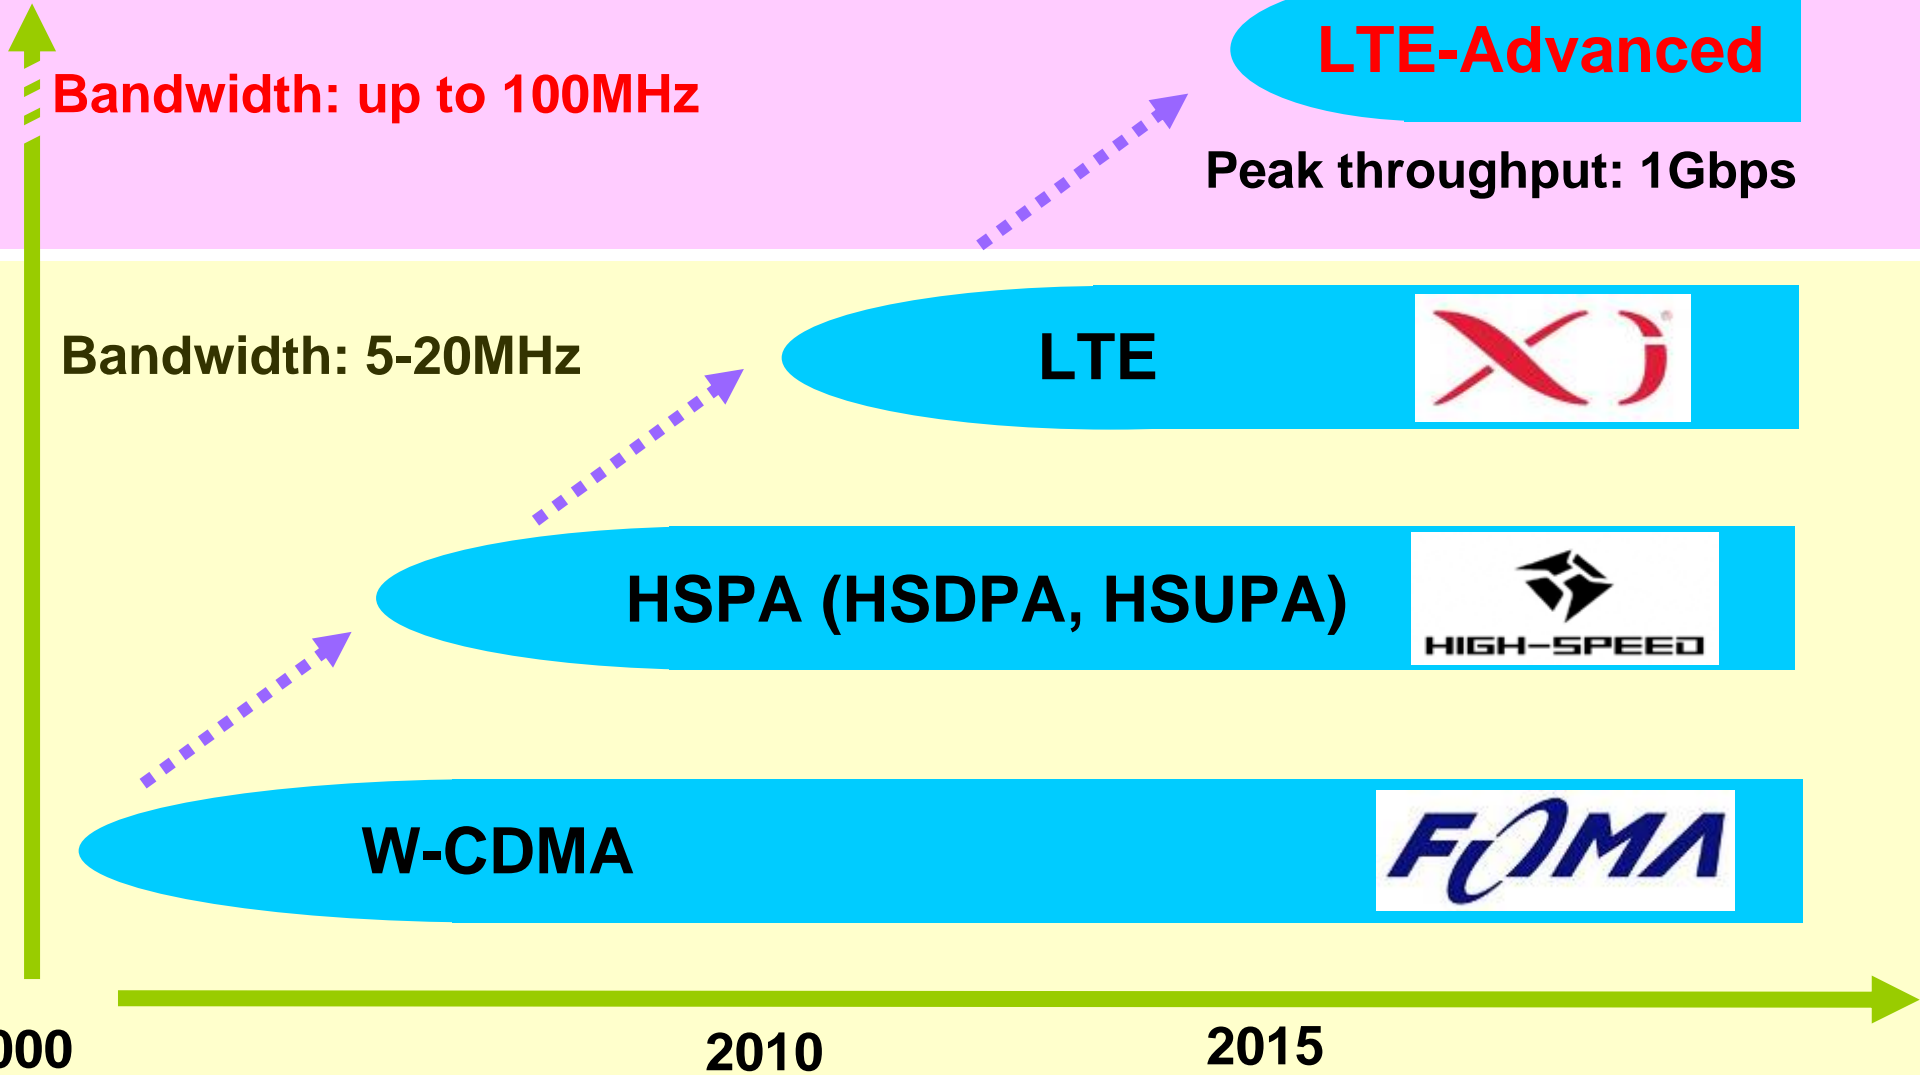 LTE-Advanced
Bandwidth: up to 100MHz
Peak throughput: 1Gbps
Bandwidth: 5-20MHz
LTE
Xi
HSPA (HSDPA, HSUPA)
HIGH-SPEED
W-CDMA
FOMA
000
2010
2015